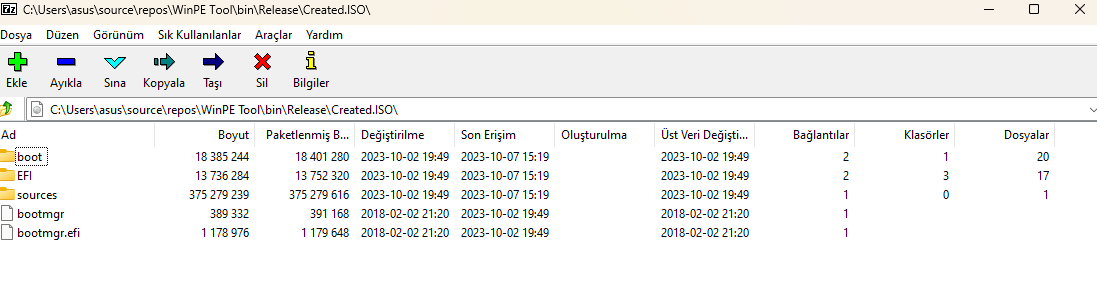 7z C:\Users\asus\source\repos\WinPE Tool\bin\Release\Created.ISO\
Dosya Düzen Görünüm Sık Kullanılanlar Araçlar Yardım
Ekle Ayıkla Sına Kopyala Taşı Sil Bilgiler
C:\Users\asus\source\repos\WinPE Tool\bin\Release\Created.ISO\
Ad Boyut Paketlenmiş B... Değiştirilme Son Erişim Oluşturulma Üst Veri Değişti... Bağlantılar Klasörler Dosyalar
boot 18 385 244 18 401 280 2023-10-02 19:49 2023-10-07 15:19 2023-10-02 19:49 2 1 20
EFI 13 736 284 13 752 320 2023-10-02 19:49 2023-10-07 15:19 2023-10-02 19:49 2 3 17
sources 375 279 239 375 279 616 2023-10-02 19:49 2023-10-07 15:19 2023-10-02 19:49 1 0 1
bootmgr 389 332 391 168 2018-02-02 21:20 2023-10-02 19:49 2018-02-02 21:20 1
bootmgr.efi 1 178 976 1 179 648 2018-02-02 21:20 2023-10-02 19:49 2018-02-02 21:20 1